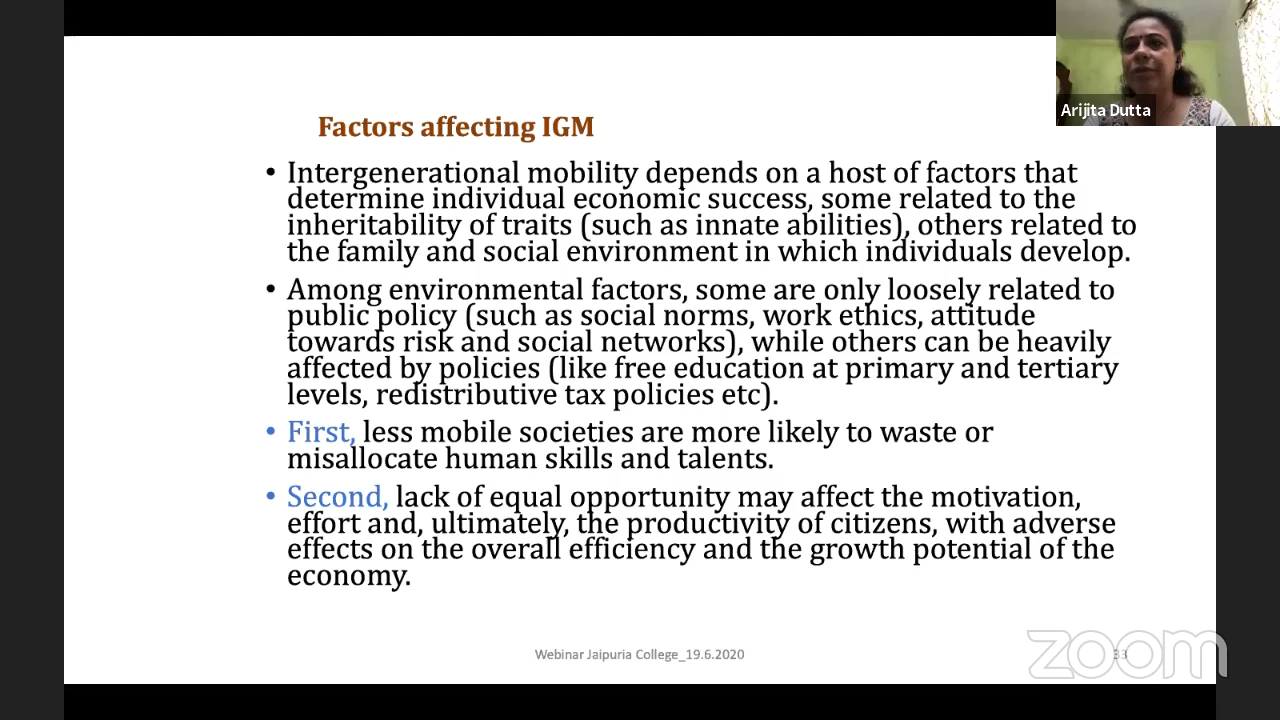 Arijita Dutta
Factors affecting IGM
• Intergenerational mobility depends on a host of factors that
determine individual economic success, some related to the
inheritability of traits (such as innate abilities), others related to
the family and social environment in which individuals develop.
• Among environmental factors, some are only loosely related to
public policy (such as social norms, work ethics, attitude
towards risk and social networks), while others can be heavily
affected by policies (like free education at primary and tertiary
levels, redistributive tax policies etc).
• First, less mobile societies are more likely to waste or
misallocate human skills and talents.
• Second, lack of equal opportunity may affect the motivation,
effort and, ultimately, the productivity of citizens, with adverse
effects on the overall efficiency and the growth potential of the
economy.
Webinar Jaipuria College_19.6.2020
33
zoom